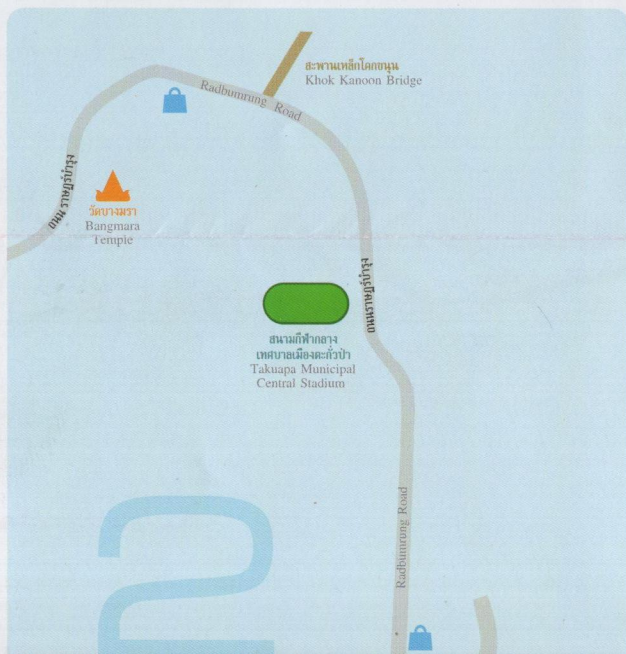 สะพานเหล็กโคกขนุน
Khok Kanoon Bridge
Radbumrung Road
ถนนราษฎร์บำรุง
วัดบางมรา
Bangmara
Temple
ถนนราษฎร์บำรุง
สนามกีฬากลาง
เทศบาลเมืองตะกั่วป่า
Takuapa Municipal
Central Stadium
Radbumrung Road
2